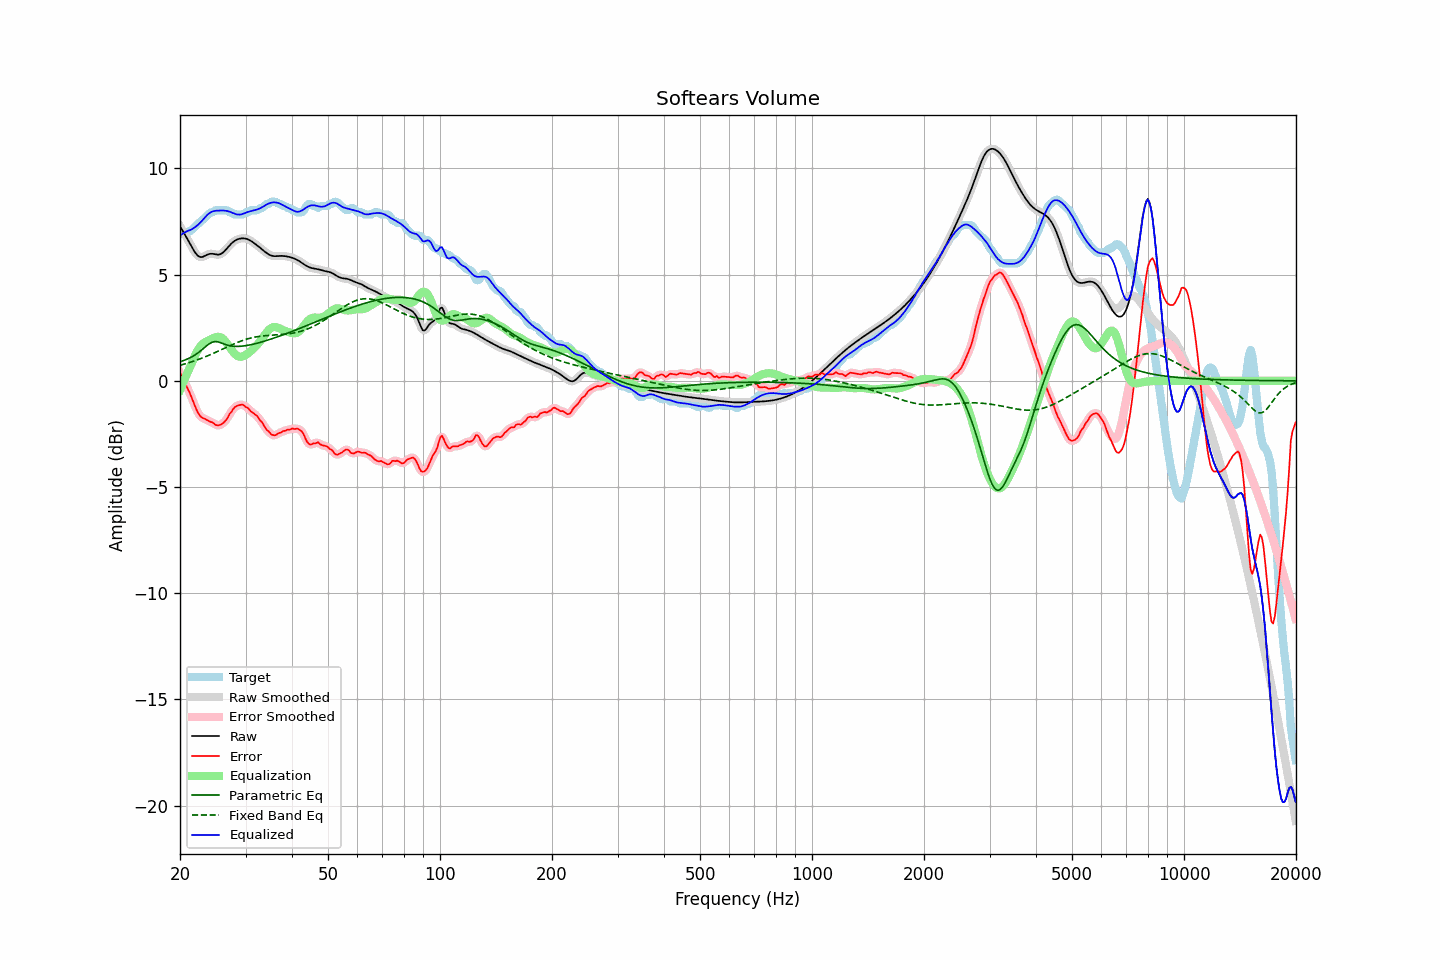 Softears Volume
Amplitude (dBr)
10
5
0
−5
−10
−15
−20
Target
Raw Smoothed
Error Smoothed
Raw
Error
Equalization
Parametric Eq
Fixed Band Eq
Equalized
20 50 100 200 500 1000 2000 5000 10000 20000
Frequency (Hz)